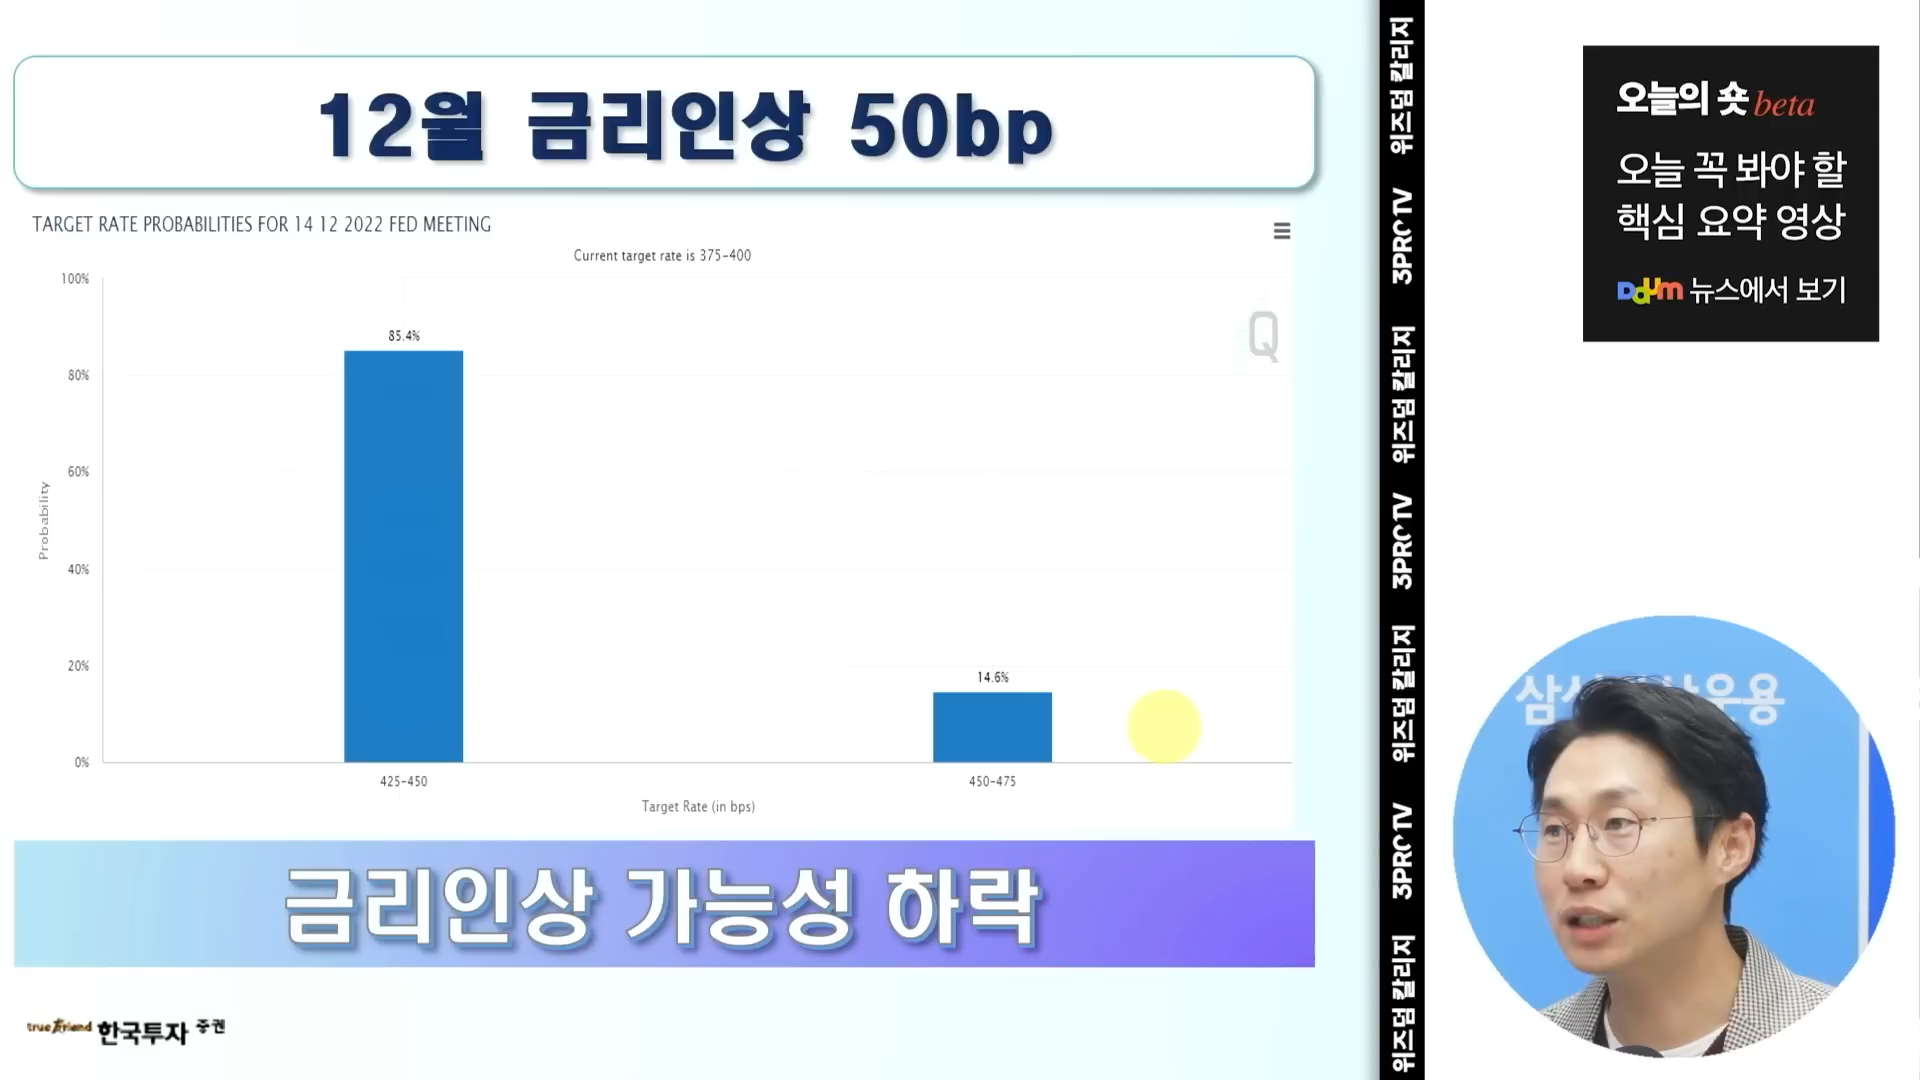 12월 금리인상 50bp
TARGET RATE PROBABILITIES FOR 14 12 2022 FED MEETING
Current target rate is 375-400
100%
80%
60%
40%
20%
0%
Probability
85.4%
14.6%
425-450
450-475
Target Rate (in bps)
Q
금리인상 가능성 하락
true friend 한국투자 증권
위즈덤 칼리지
3PROTV
위즈덤 칼리지
3PROTV
위즈덤 칼리지
3PROTV
위즈덤 칼리지
오늘의 숏 beta
오늘 꼭 봐야 할
핵심 요약 영상
Daum 뉴스에서 보기